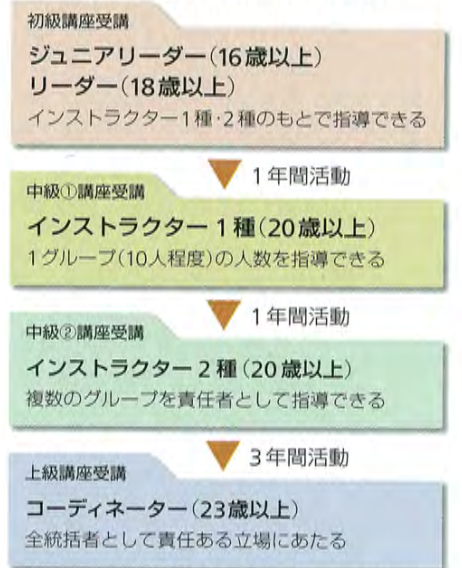 初級講座受講
ジュニアリーダー(16歳以上)
リーダー(18歳以上)
インストラクター1種・2種のもとで指導できる
1年間活動
中級①講座受講
インストラクター 1種(20歳以上)
1グループ(10人程度)の人数を指導できる
1年間活動
中級②講座受講
インストラクター 2種(20歳以上)
複数のグループを責任者として指導できる
3年間活動
上級講座受講
コーディネーター(23歳以上)
全統括者として責任ある立場にあたる